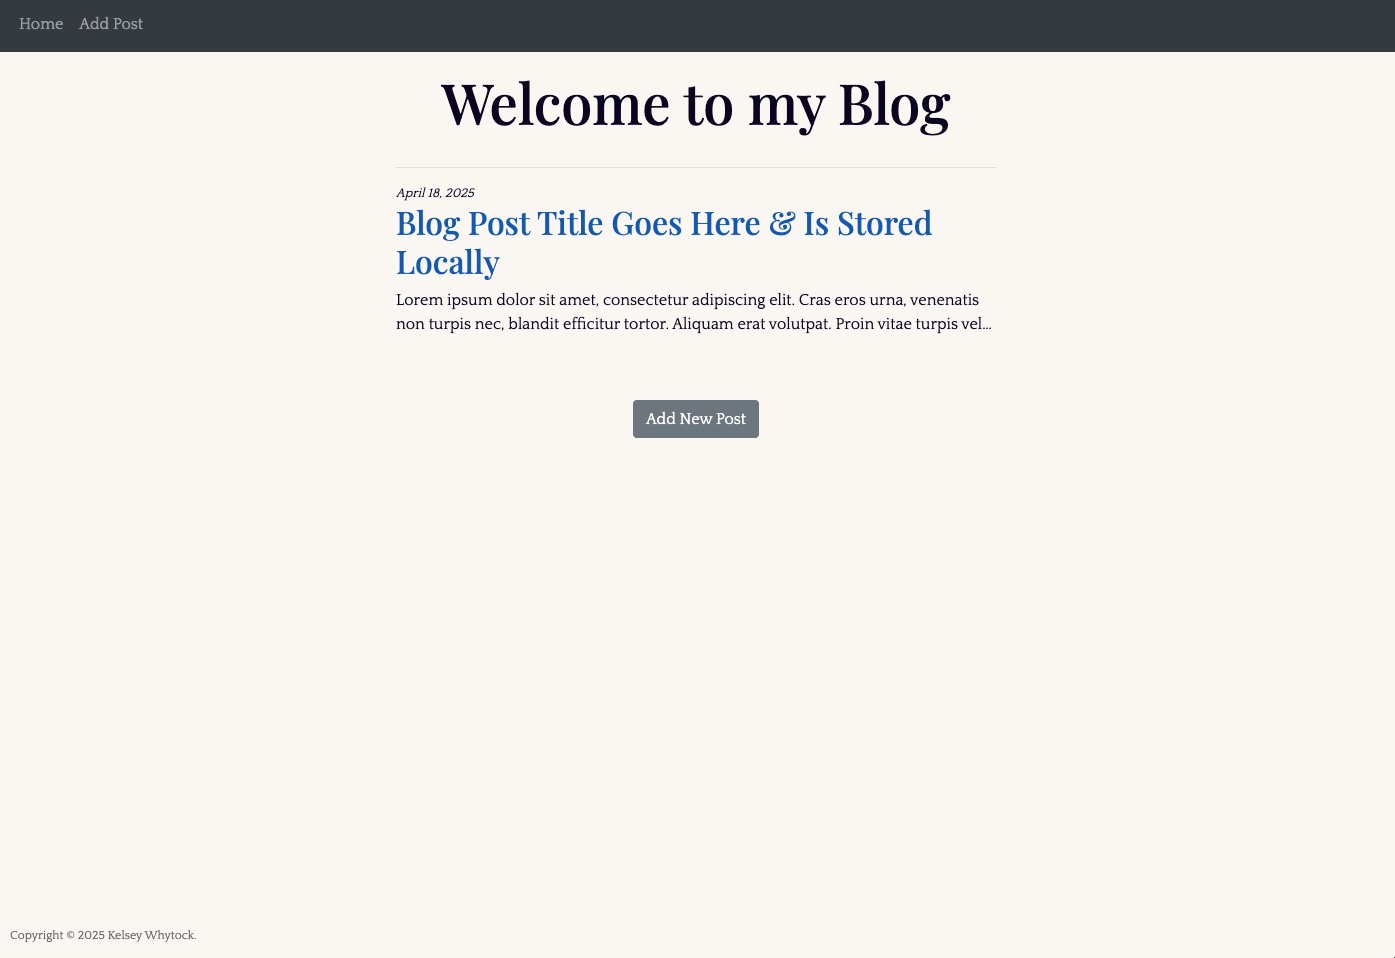 Home Add Post
Welcome to my Blog
April 18, 2025
Blog Post Title Goes Here & Is Stored
Locally
Lorem ipsum dolor sit amet, consectetur adipiscing elit. Cras eros urna, venenatis
non turpis nec, blandit efficitur tortor. Aliquam erat volutpat. Proin vitae turpis vel...
Add New Post
Copyright © 2025 Kelsey Whytock.